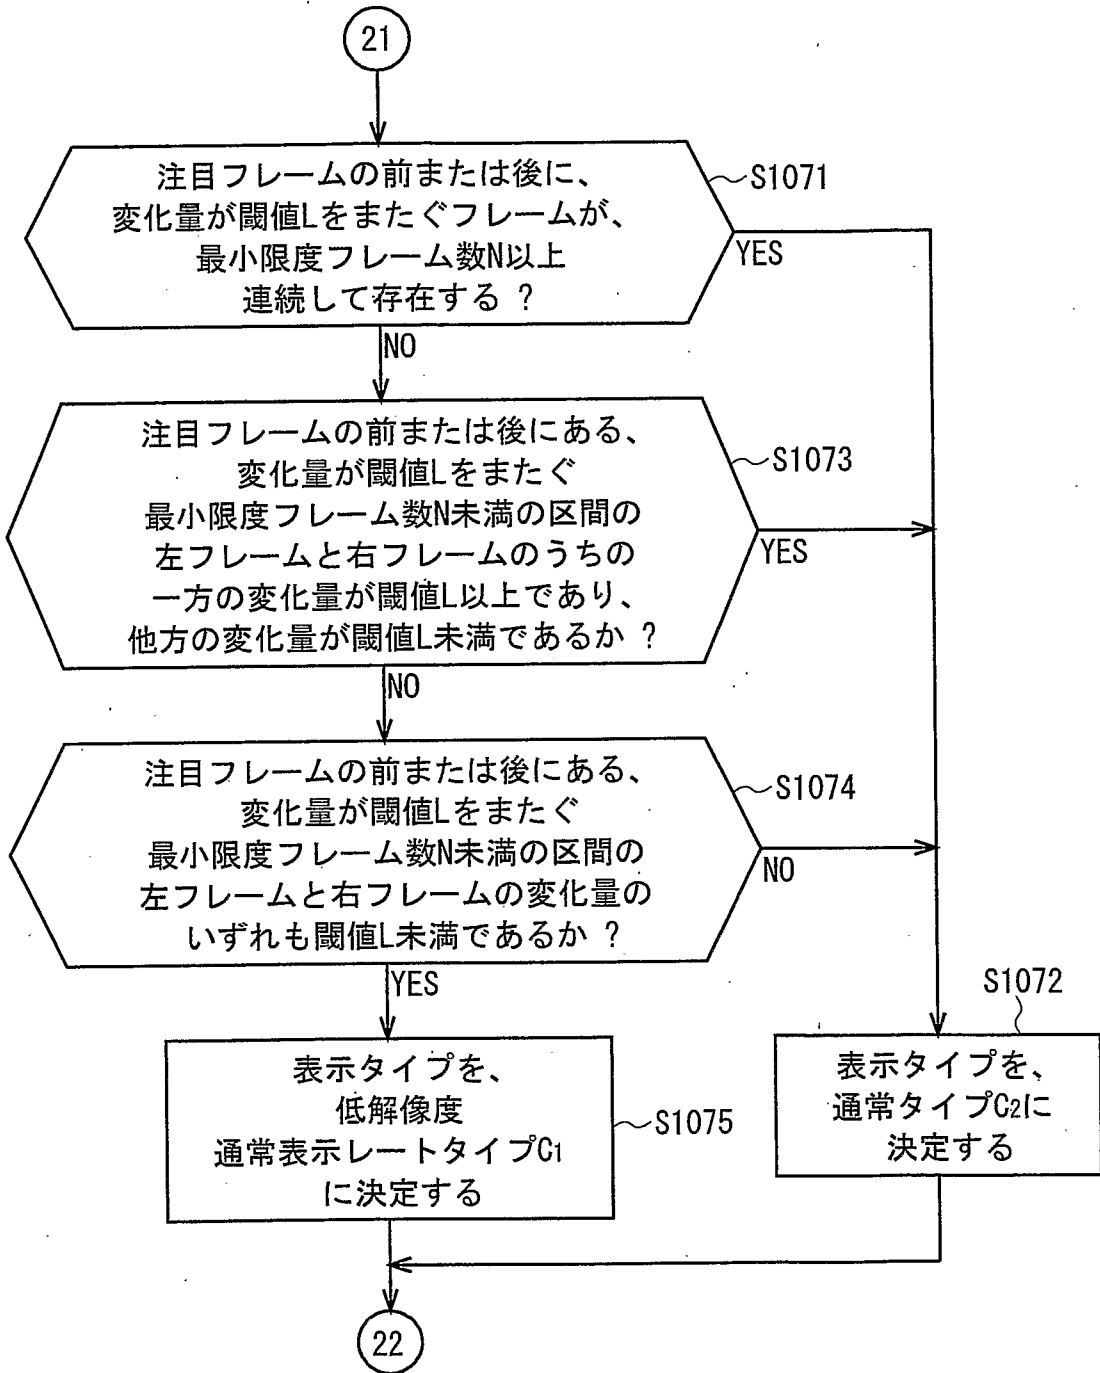 21
注目フレームの前または後に、
変化量が閾値Lをまたぐフレームが、
最小限度フレーム数N以上
連続して存在する ?
S1071
YES
NO
注目フレームの前または後にある、
変化量が閾値Lをまたぐ
最小限度フレーム数N未満の区間の
左フレームと右フレームのうちの
一方の変化量が閾値L以上であり、
他方の変化量が閾値L未満であるか ?
S1073
YES
NO
注目フレームの前または後にある、
変化量が閾値Lをまたぐ
最小限度フレーム数N未満の区間の
左フレームと右フレームの変化量の
いずれも閾値L未満であるか ?
S1074
NO
YES
表示タイプを、
低解像度
通常表示レートタイプC1
に決定する
S1075
S1072
表示タイプを、
通常タイプC2に
決定する
22